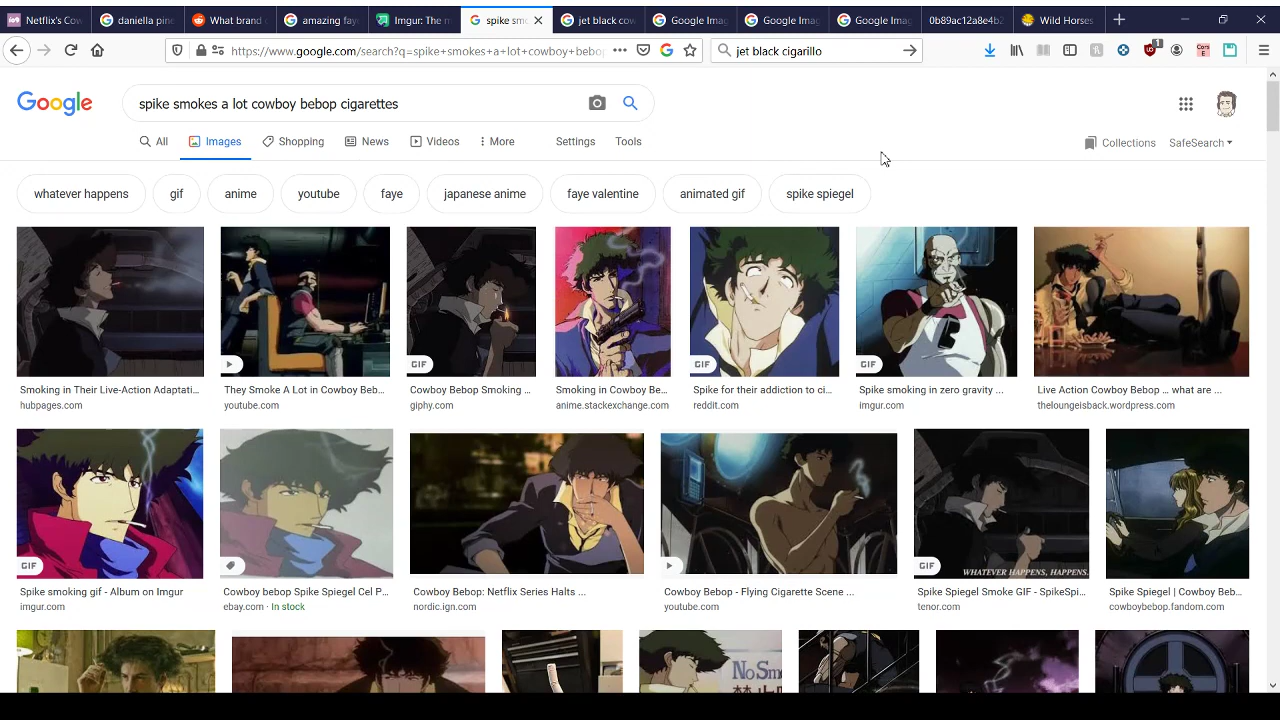 Netflix's Cow
daniella pine
What brand o
amazing faye
Imgur: The m
spike smo
jet black cow
Google Imag
Google Imag
Google Imag
0b89ac12a8e4b2
Wild Horses
https://www.google.com/search?q=spike+smokes+a+lot+cowboy+bebo
jet black cigarillo
Google
spike smokes a lot cowboy bebop cigarettes
All
Images
Shopping
News
Videos
More
Settings
Tools
Collections
SafeSearch
whatever happens
gif
anime
youtube
faye
japanese anime
faye valentine
animated gif
spike spiegel
GIF
GIF
GIF
Smoking in Their Live-Action Adaptati...
hubpages.com
They Smoke A Lot in Cowboy Beb...
youtube.com
Cowboy Bebop Smoking ...
giphy.com
Smoking in Cowboy Be...
anime.stackexchange.com
Spike for their addiction to ci...
reddit.com
Spike smoking in zero gravity ...
imgur.com
Live Action Cowboy Bebop ... what are ...
theloungeisback.wordpress.com
GIF
GIF
WHATEVER HAPPENS, HAPPENS.
Spike smoking gif - Album on Imgur
imgur.com
Cowboy bebop Spike Spiegel Cel P...
ebay.com · In stock
Cowboy Bebop: Netflix Series Halts ...
nordic.ign.com
Cowboy Bebop - Flying Cigarette Scene ...
youtube.com
Spike Spiegel Smoke GIF - SpikeSpi...
tenor.com
Spike Spiegel | Cowboy Beb...
cowboybebop.fandom.com
No Smo